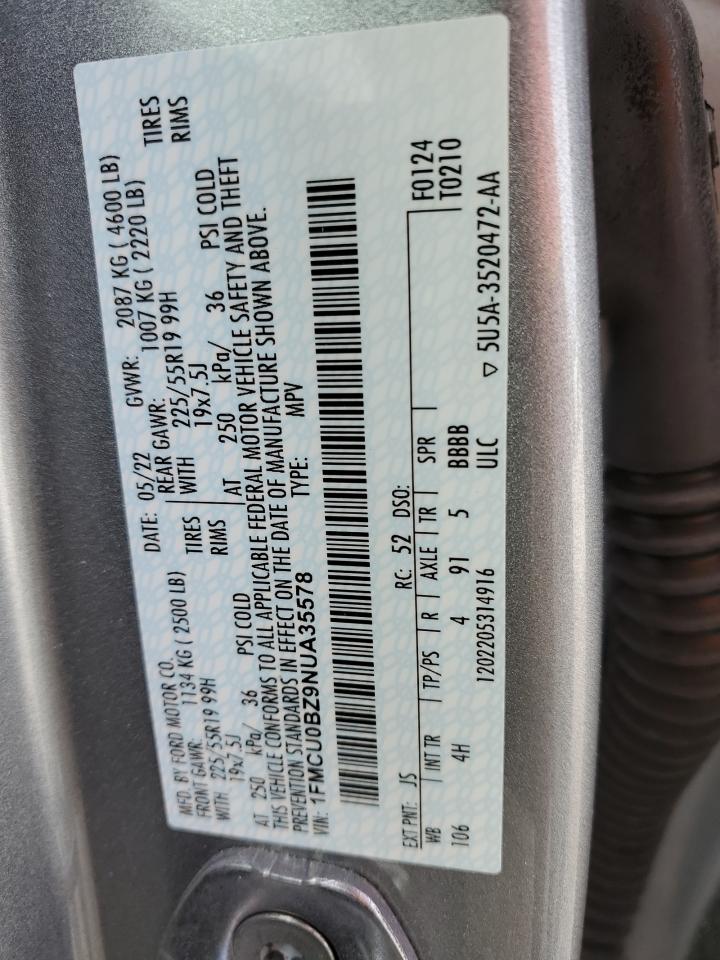 MFD. BY FORD MOTOR CO.
DATE: 05/22 GVWR: 2087 KG ( 4600 LB)
FRONT GAWR: REAR GAWR: 1007 KG ( 2220 LB)
1134 KG ( 2500 LB)
WITH 225/55R19 99H TIRES WITH 225/55R19 99H TIRES
19x7.5J RIMS 19x7.5J RIMS
AT 250 kPa/ 36 PSI COLD AT 250 kPa/ 36 PSI COLD
THIS VEHICLE CONFORMS TO ALL APPLICABLE FEDERAL MOTOR VEHICLE SAFETY AND THEFT
PREVENTION STANDARDS IN EFFECT ON THE DATE OF MANUFACTURE SHOWN ABOVE.
VIN: 1FMCU0BZ9NUA35578 TYPE: MPV
EXT PNT: JS RC: 52 DSO: F0124
WB INT TR TP/PS R AXLE TR SPR T0210
106 4H 4 91 5 BBBB
1202205314916 ULC ▽ 5U5A-3520472-AA